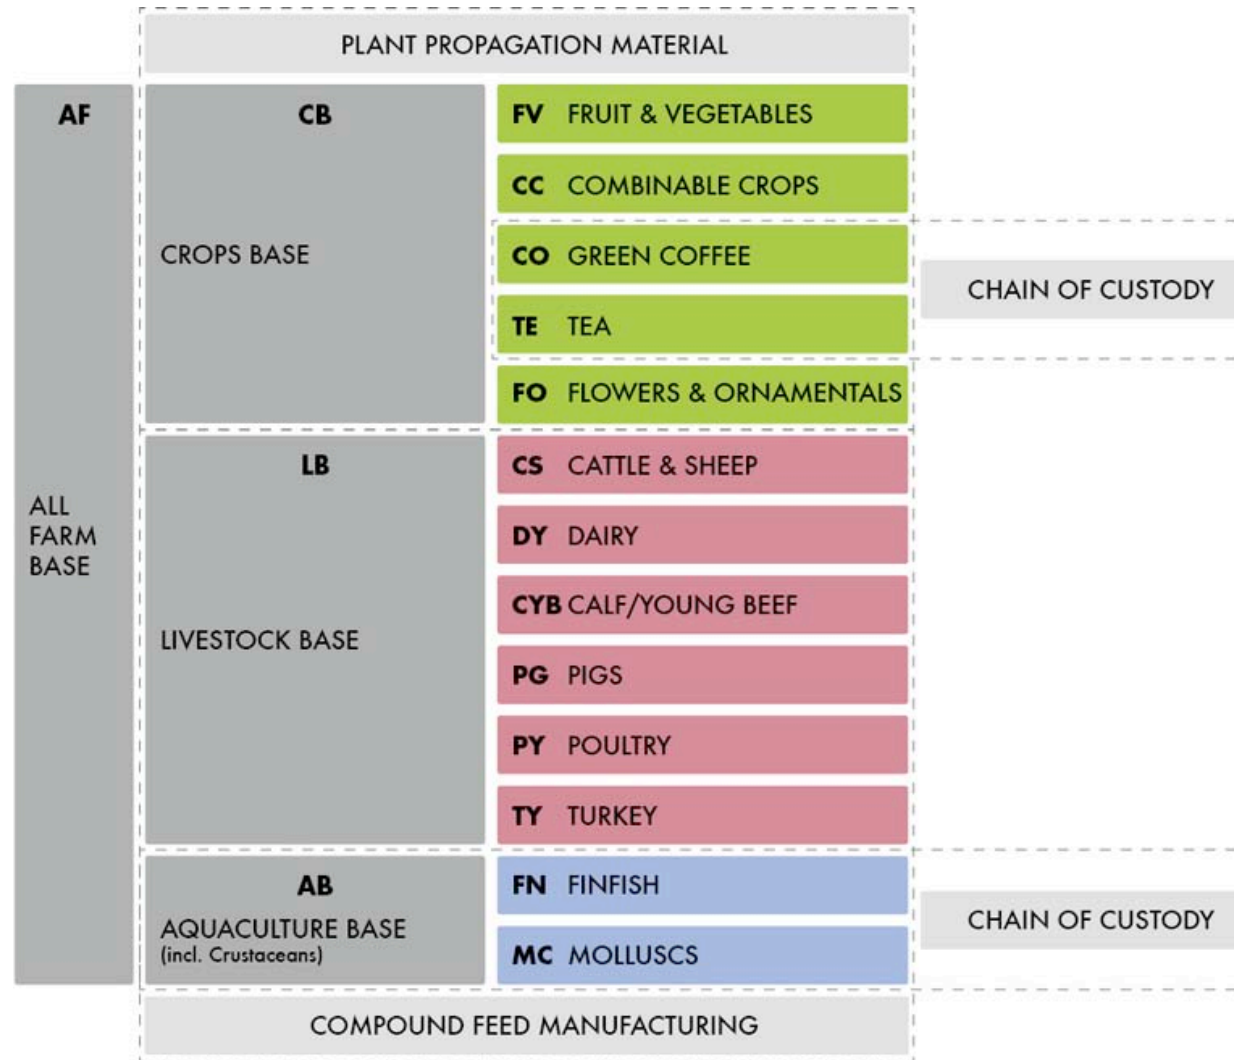 PLANT PROPAGATION MATERIAL
AF
ALL
FARM
BASE
CB
CROPS BASE
FV FRUIT & VEGETABLES
CC COMBINABLE CROPS
CO GREEN COFFEE
TE TEA
FO FLOWERS & ORNAMENTALS
CHAIN OF CUSTODY
LB
LIVESTOCK BASE
CS CATTLE & SHEEP
DY DAIRY
CYB CALF/YOUNG BEEF
PG PIGS
PY POULTRY
TY TURKEY
AB
AQUACULTURE BASE
(incl. Crustaceans)
FN FINFISH
MC MOLLUSCS
CHAIN OF CUSTODY
COMPOUND FEED MANUFACTURING